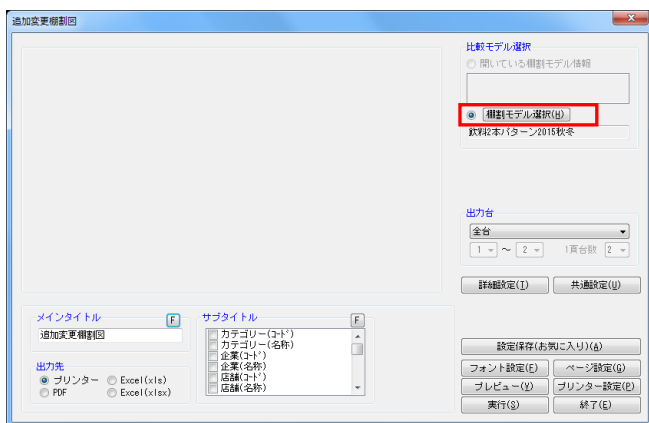 追加変更棚割図
比較モデル選択
開いている棚割モデル情報
棚割モデル選択(H)
飲料2本パターン2015秋冬
出力台
全台
1 ～ 2 1頁台数 2
詳細設定(I) 共通設定(U)
メインタイトル F
追加変更棚割図
出力先
プリンター Excel(xls)
PDF Excel(xlsx)
サブタイトル F
カテゴリー(コード)
カテゴリー(名称)
企業(コード)
企業(名称)
店舗(コード)
店舗(名称)
設定保存(お気に入り)(A)
フォント設定(F) ページ設定(G)
プレビュー(V) プリンター設定(P)
実行(S) 終了(E)